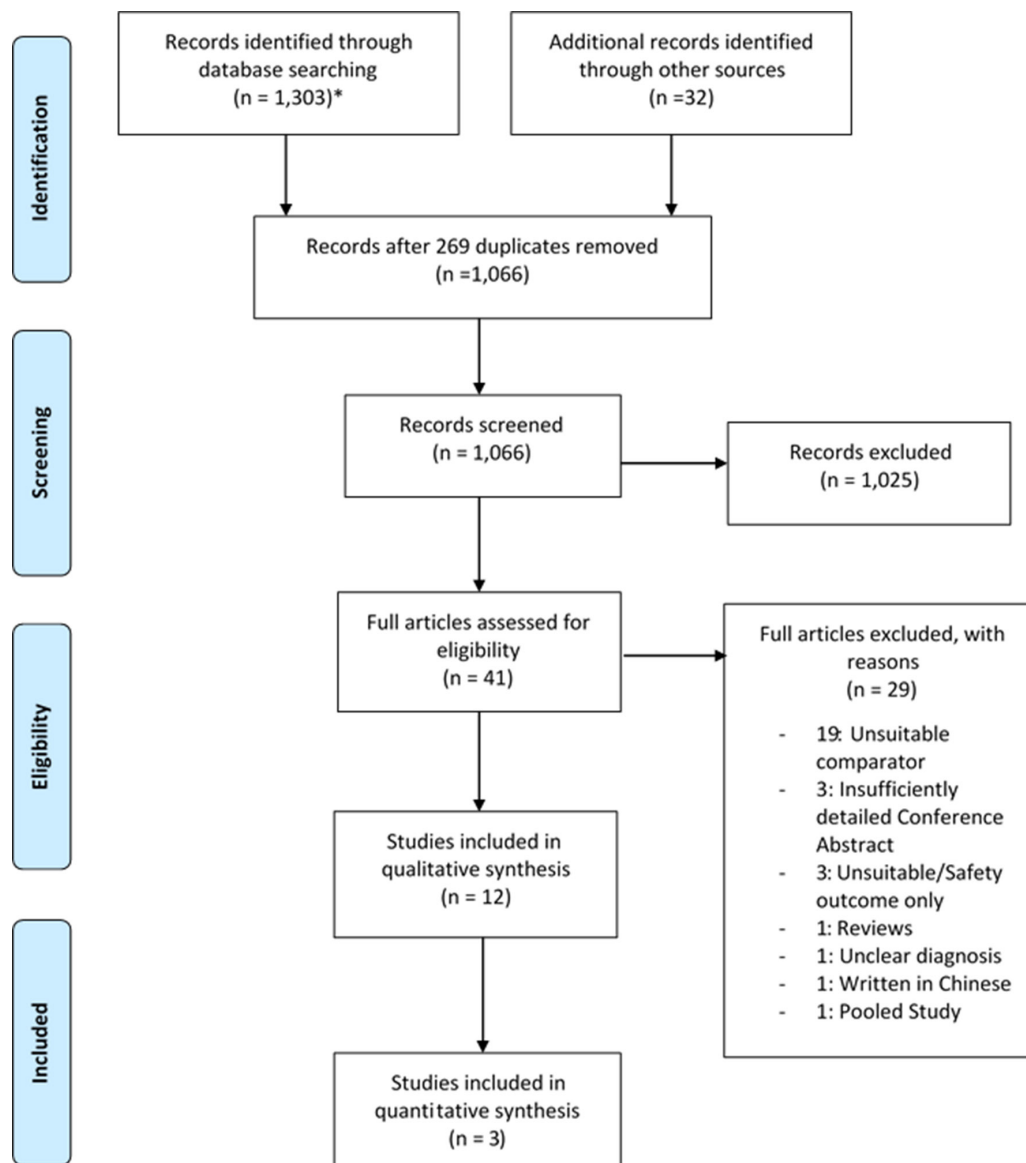 Identification
Records identified through
database searching
(n = 1,303)*
Additional records identified
through other sources
(n =32)
Records after 269 duplicates removed
(n =1,066)
Screening
Records screened
(n = 1,066)
Records excluded
(n = 1,025)
Eligibility
Full articles assessed for
eligibility
(n = 41)
Full articles excluded, with
reasons
(n = 29)
- 19: Unsuitable
comparator
- 3: Insufficiently
detailed Conference
Abstract
- 3: Unsuitable/Safety
outcome only
- 1: Reviews
- 1: Unclear diagnosis
- 1: Written in Chinese
- 1: Pooled Study
Studies included in
qualitative synthesis
(n = 12)
Included
Studies included in
quantitative synthesis
(n = 3)